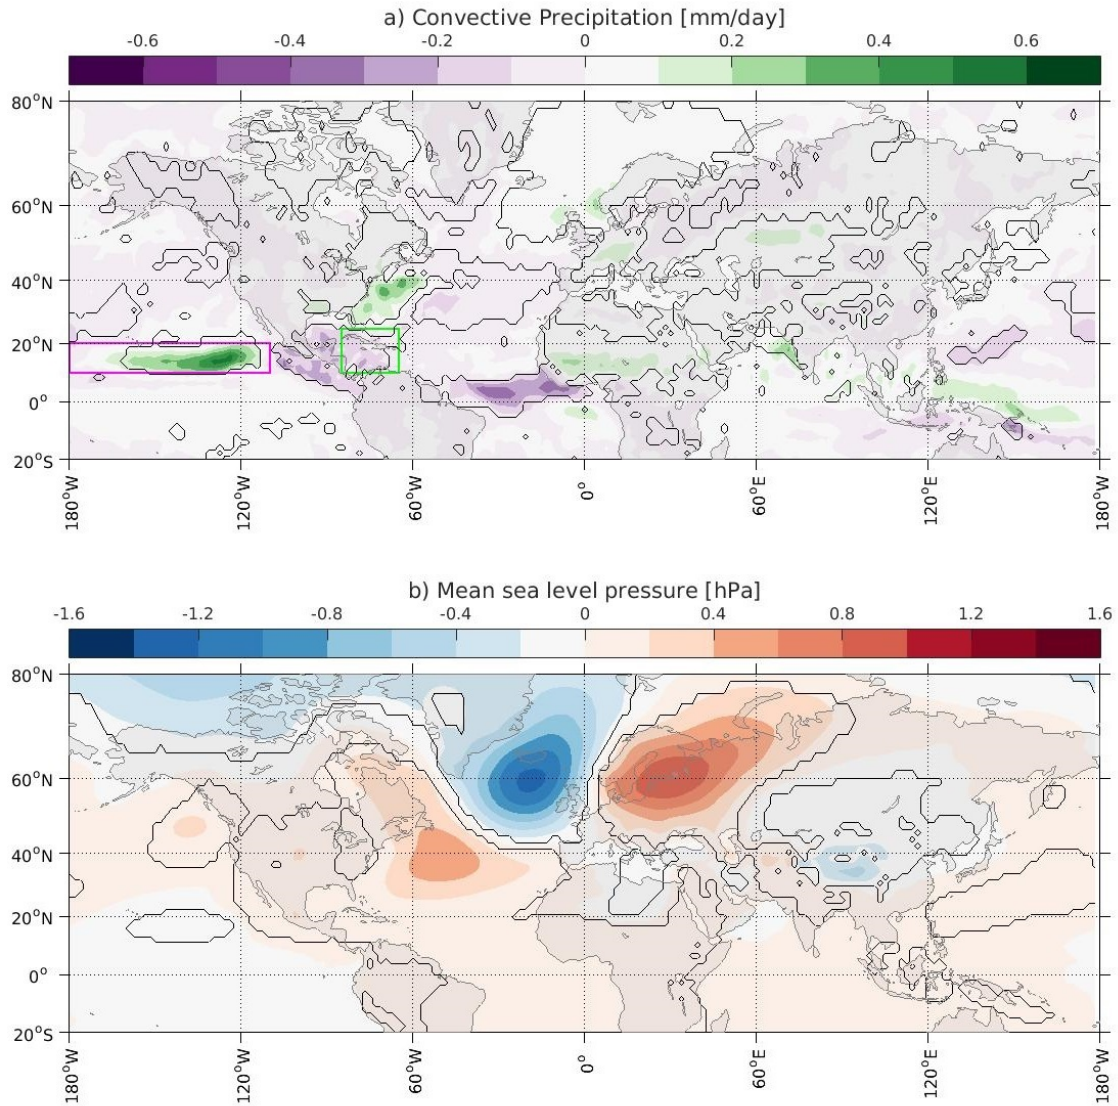 a) Convective Precipitation [mm/day]
-0.6 -0.4 -0.2 0 0.2 0.4 0.6
80°N
60°N
40°N
20°N
0°
20°S
180°W 120°W 60°W 0° 60°E 120°E 180°W
b) Mean sea level pressure [hPa]
-1.6 -1.2 -0.8 -0.4 0 0.4 0.8 1.2 1.6
80°N
60°N
40°N
20°N
0°
20°S
180°W 120°W 60°W 0° 60°E 120°E 180°W